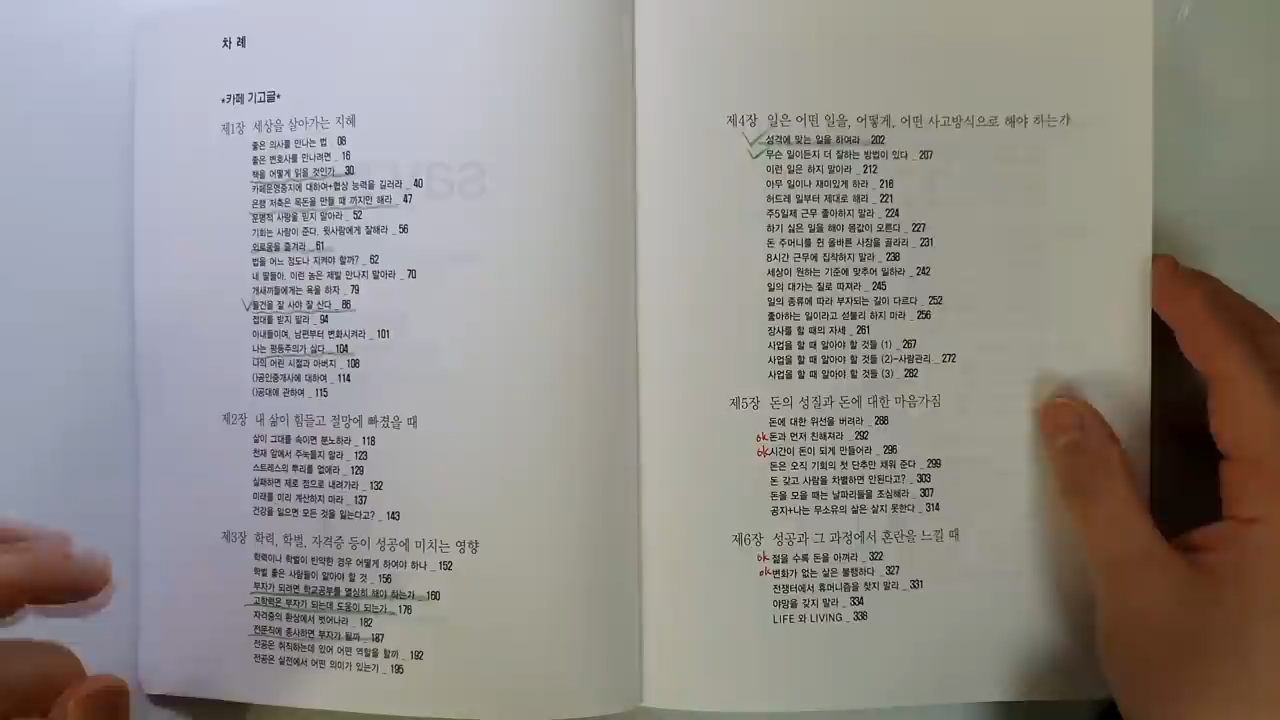 차 례
*카페 기고글*
제1장 세상을 살아가는 지혜
좋은 의사를 만나는 법 _ 08
좋은 변호사를 만나려면 _ 16
책을 어떻게 읽을 것인가 _ 30
카페운영중지에 대하여+협상 능력을 길러라 _ 40
은행 저축은 목돈을 만들 때 까지만 해라 _ 47
운명적 사랑을 믿지 말아라 _ 52
기회는 사람이 준다. 윗사람에게 잘해라 _ 56
외로움을 즐겨라 _ 61
법을 어느 정도나 지켜야 할까? _ 62
내 딸들아, 이런 놈은 제발 만나지 말아라 _ 70
개새끼들에게는 욕을 하자 _ 79
물건을 잘 사야 잘 산다 _ 86
접대를 받지 말라 _ 94
아내들이여, 남편부터 변화시켜라 _ 101
나는 평등주의가 싫다 _ 104
나의 어린 시절과 아버지 _ 108
()공인중개사에 대하여 _ 114
()공대에 관하여 _ 115
제2장 내 삶이 힘들고 절망에 빠졌을 때
삶이 그대를 속이면 분노하라 _ 118
천재 앞에서 주눅들지 말라 _ 123
스트레스의 뿌리를 없애라 _ 129
실패하면 제로 점으로 내려가라 _ 132
미래를 미리 계산하지 마라 _ 137
건강을 잃으면 모든 것을 잃는다고? _ 143
제3장 학력, 학벌, 자격증 등이 성공에 미치는 영향
학력이나 학벌이 빈약한 경우 어떻게 하여야 하나 _ 152
학벌 좋은 사람들이 알아야 할 것 _ 156
부자가 되려면 학교공부를 열심히 해야 하는가 _ 160
고학력은 부자가 되는데 도움이 되는가 _ 176
자격증의 환상에서 벗어나라 _ 182
전문직에 종사하면 부자가 될까 _ 187
전공은 취직하는데 있어 어떤 역할을 할까 _ 192
전공은 실전에서 어떤 의미가 있는가 _ 195
제4장 일은 어떤 일을, 어떻게, 어떤 사고방식으로 해야 하는가
성격에 맞는 일을 하여라 _ 202
무슨 일이든지 더 잘하는 방법이 있다 _ 207
이런 일은 하지 말아라 _ 212
아무 일이나 재미있게 하라 _ 216
허드레 일부터 제대로 해라 _ 221
주5일제 근무 좋아하지 말라 _ 224
하기 싫은 일을 해야 몸값이 오른다 _ 227
돈 주머니를 쥔 올바른 사장을 골라라 _ 231
8시간 근무에 집착하지 말라 _ 238
세상이 원하는 기준에 맞추어 일하라 _ 242
일의 대가는 질로 따져라 _ 245
일의 종류에 따라 부자되는 길이 다르다 _ 252
좋아하는 일이라고 섣불리 하지 마라 _ 256
장사를 할 때의 자세 _ 261
사업을 할 때 알아야 할 것들 (1) _ 267
사업을 할 때 알아야 할 것들 (2)-사람관리 _ 272
사업을 할 때 알아야 할 것들 (3) _ 282
제5장 돈의 성질과 돈에 대한 마음가짐
돈에 대한 위선을 버려라 _ 288
ok 돈과 먼저 친해져라 _ 292
ok 시간이 돈이 되게 만들어라 _ 296
돈은 오직 기회의 첫 단추만 채워 준다 _ 299
돈 갖고 사람을 차별하면 안된다고? _ 303
돈을 모을 때는 날파리들을 조심해라 _ 307
공지+나는 무소유의 삶은 살지 못한다 _ 314
제6장 성공과 그 과정에서 혼란을 느낄 때
ok 젊을 수록 돈을 아껴라 _ 322
ok 변화가 없는 삶은 불행하다 _ 327
전쟁터에서 휴머니즘을 찾지 말라 _ 331
야망을 갖지 말라 _ 334
LIFE 와 LIVING _ 338